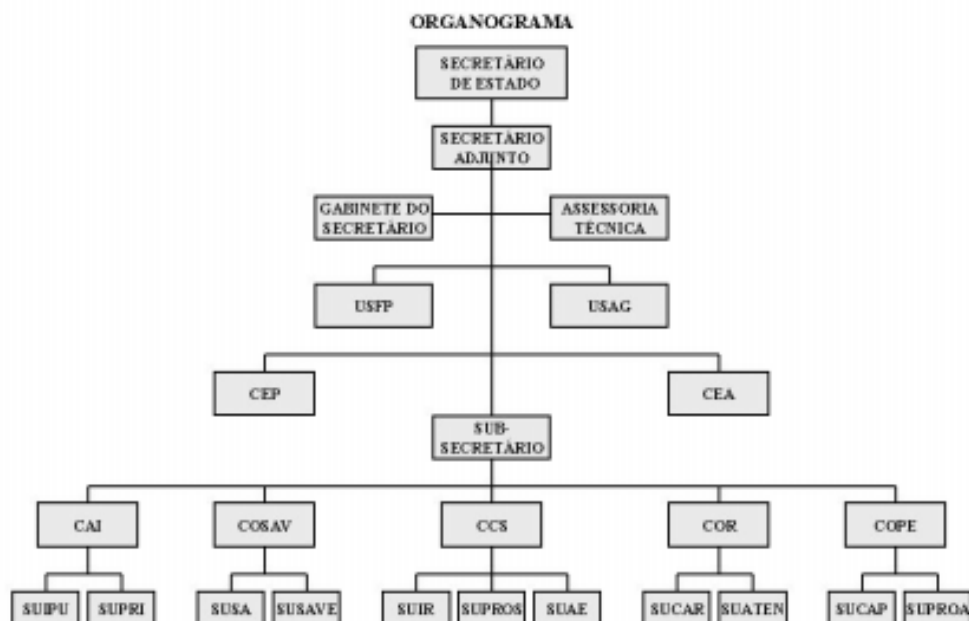 ORGANOGRAMA
SECRETÁRIO
DE ESTADO
SECRETÁRIO
ADJUNTO
GABINETE DO
SECRETÁRIO
ASSESSORIA
TÉCNICA
USFP
USAG
CEP
CEA
SUB-
SECRETÁRIO
CAI
COSAV
CCS
COR
COPE
SUIPU
SUPRI
SUSA
SUSAVE
SUIR
SUPROS
SUAE
SUCAR
SUATEN
SUCAP
SUPROA